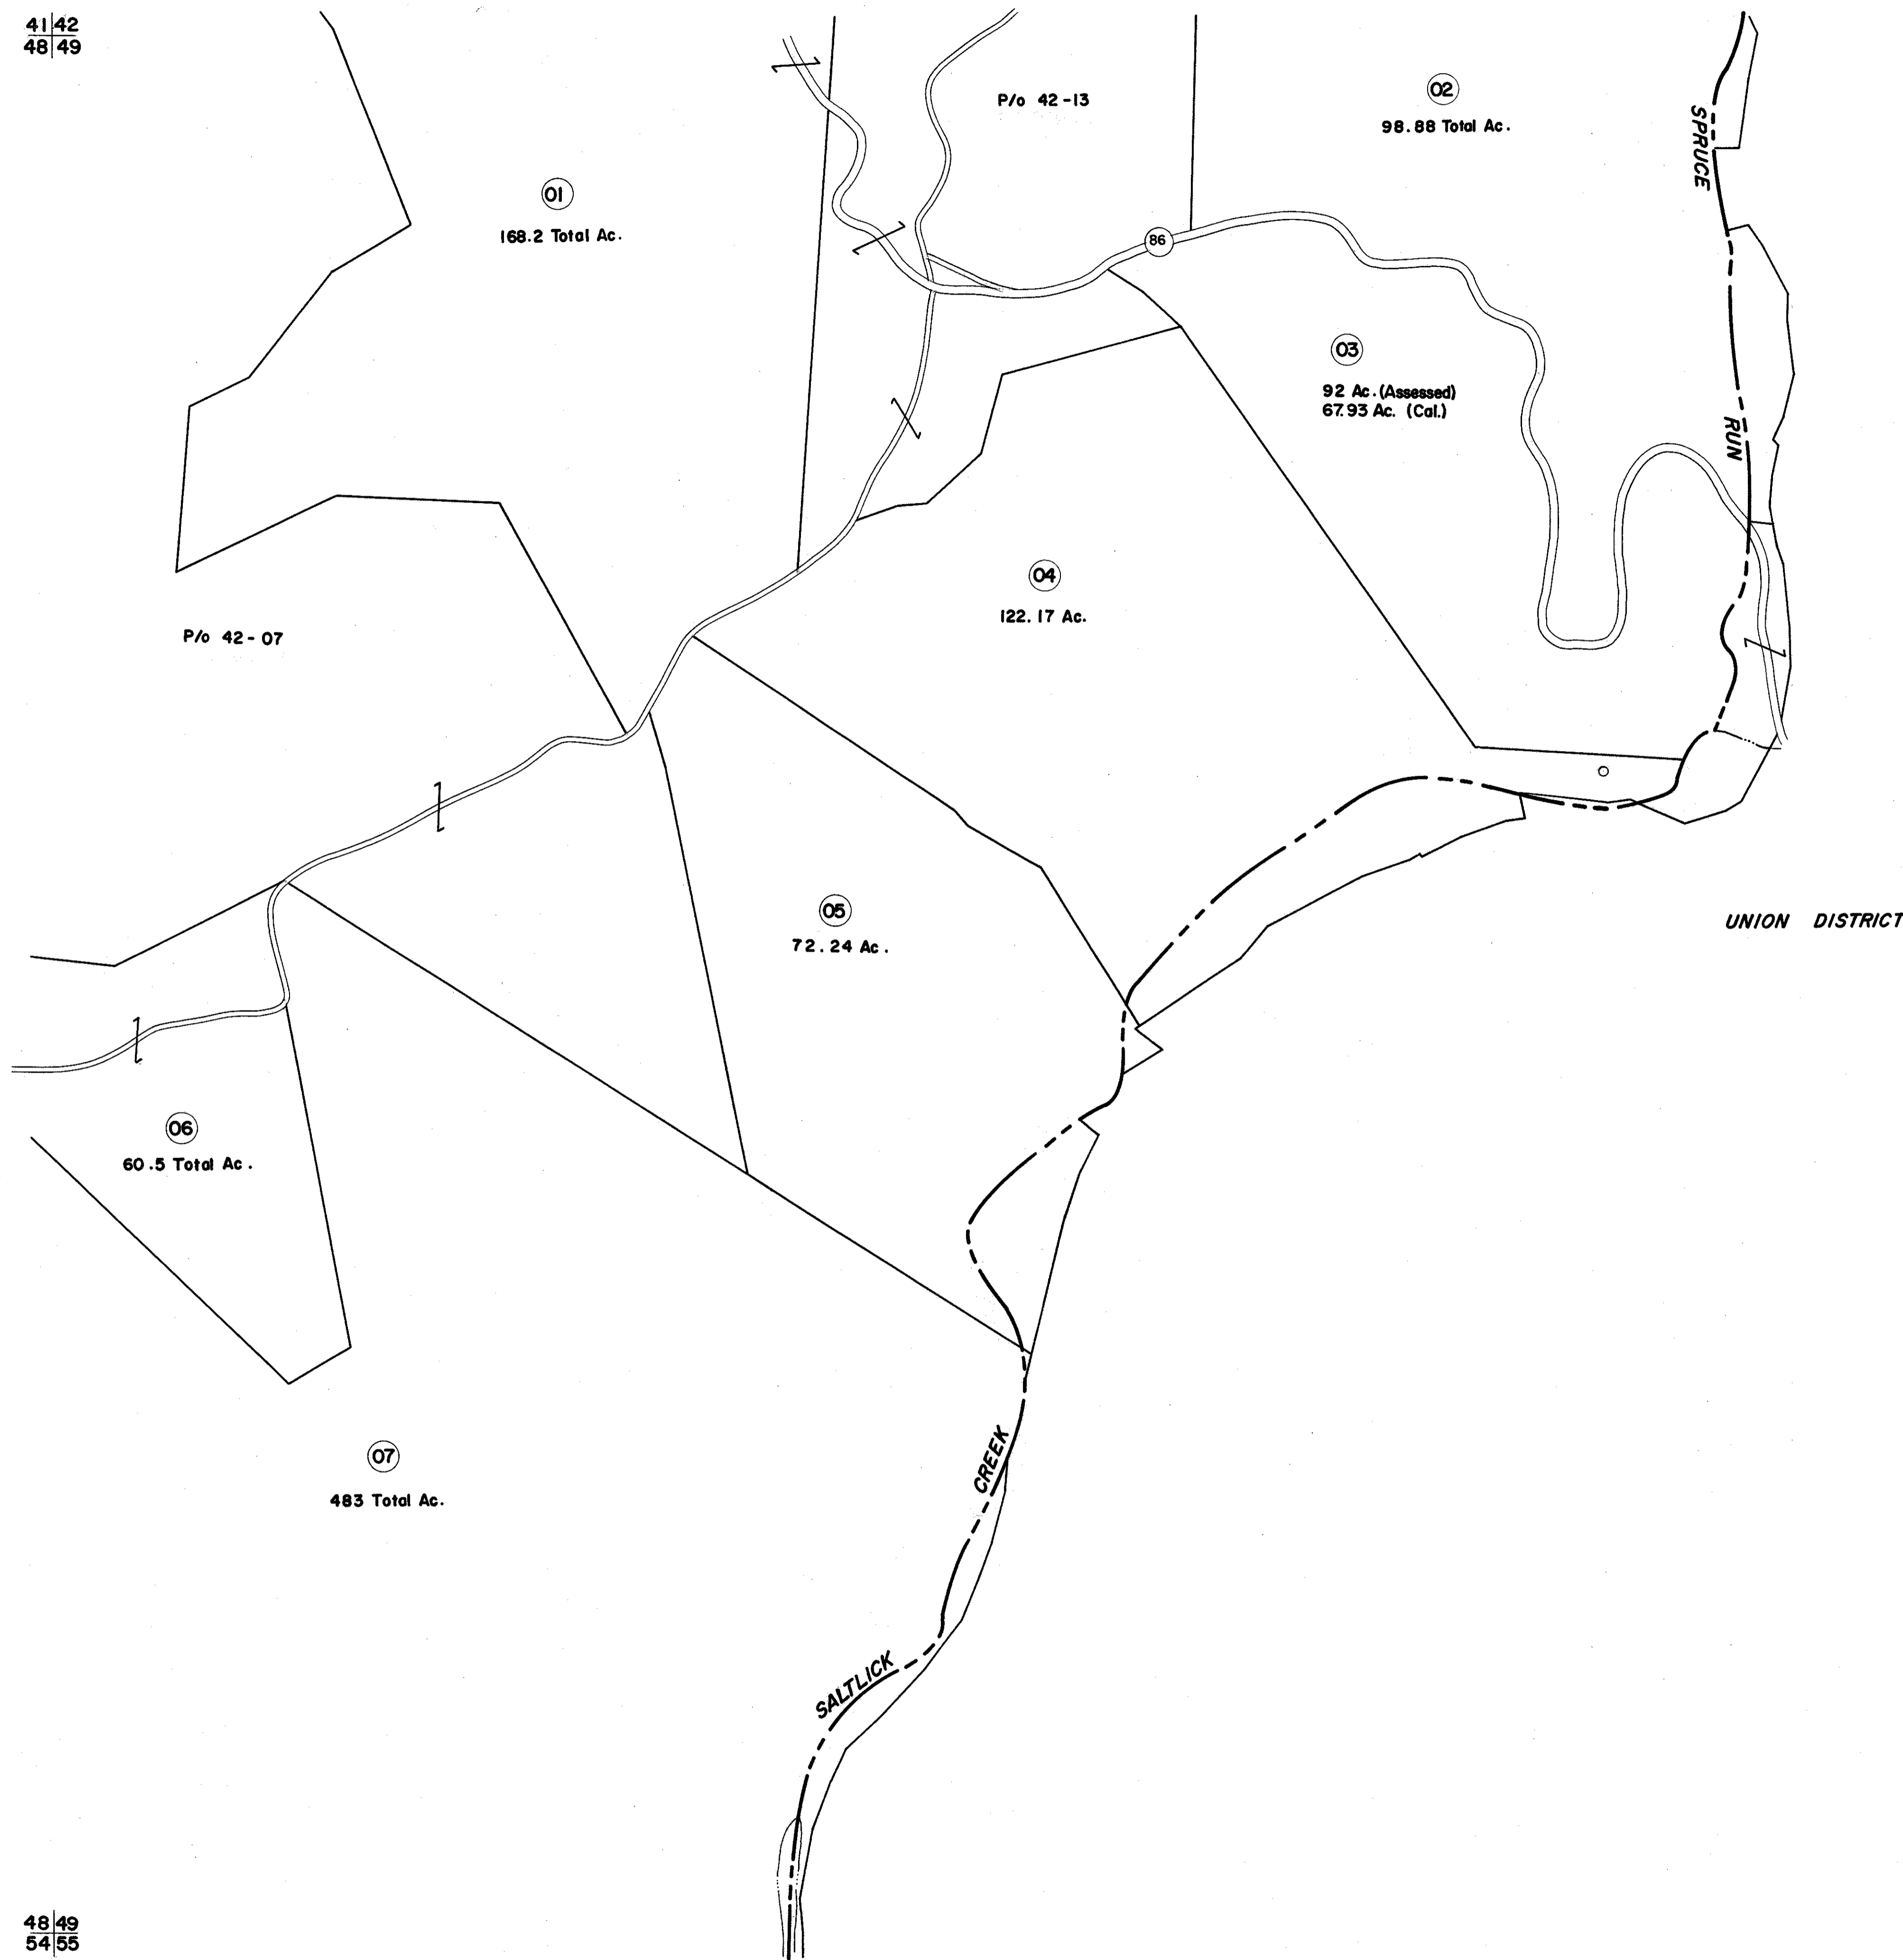 41 42
48 49
P/o 42-13
02
98.88 Total Ac.
SPRUCE
01
168.2 Total Ac.
86
03
92 Ac. (Assessed)
67.93 Ac. (Cal.)
RUN
04
122.17 Ac.
P/o 42-07
05
72.24 Ac.
UNION DISTRICT
06
60.5 Total Ac.
07
483 Total Ac.
CREEK
SALTLICK
48 49
54 55